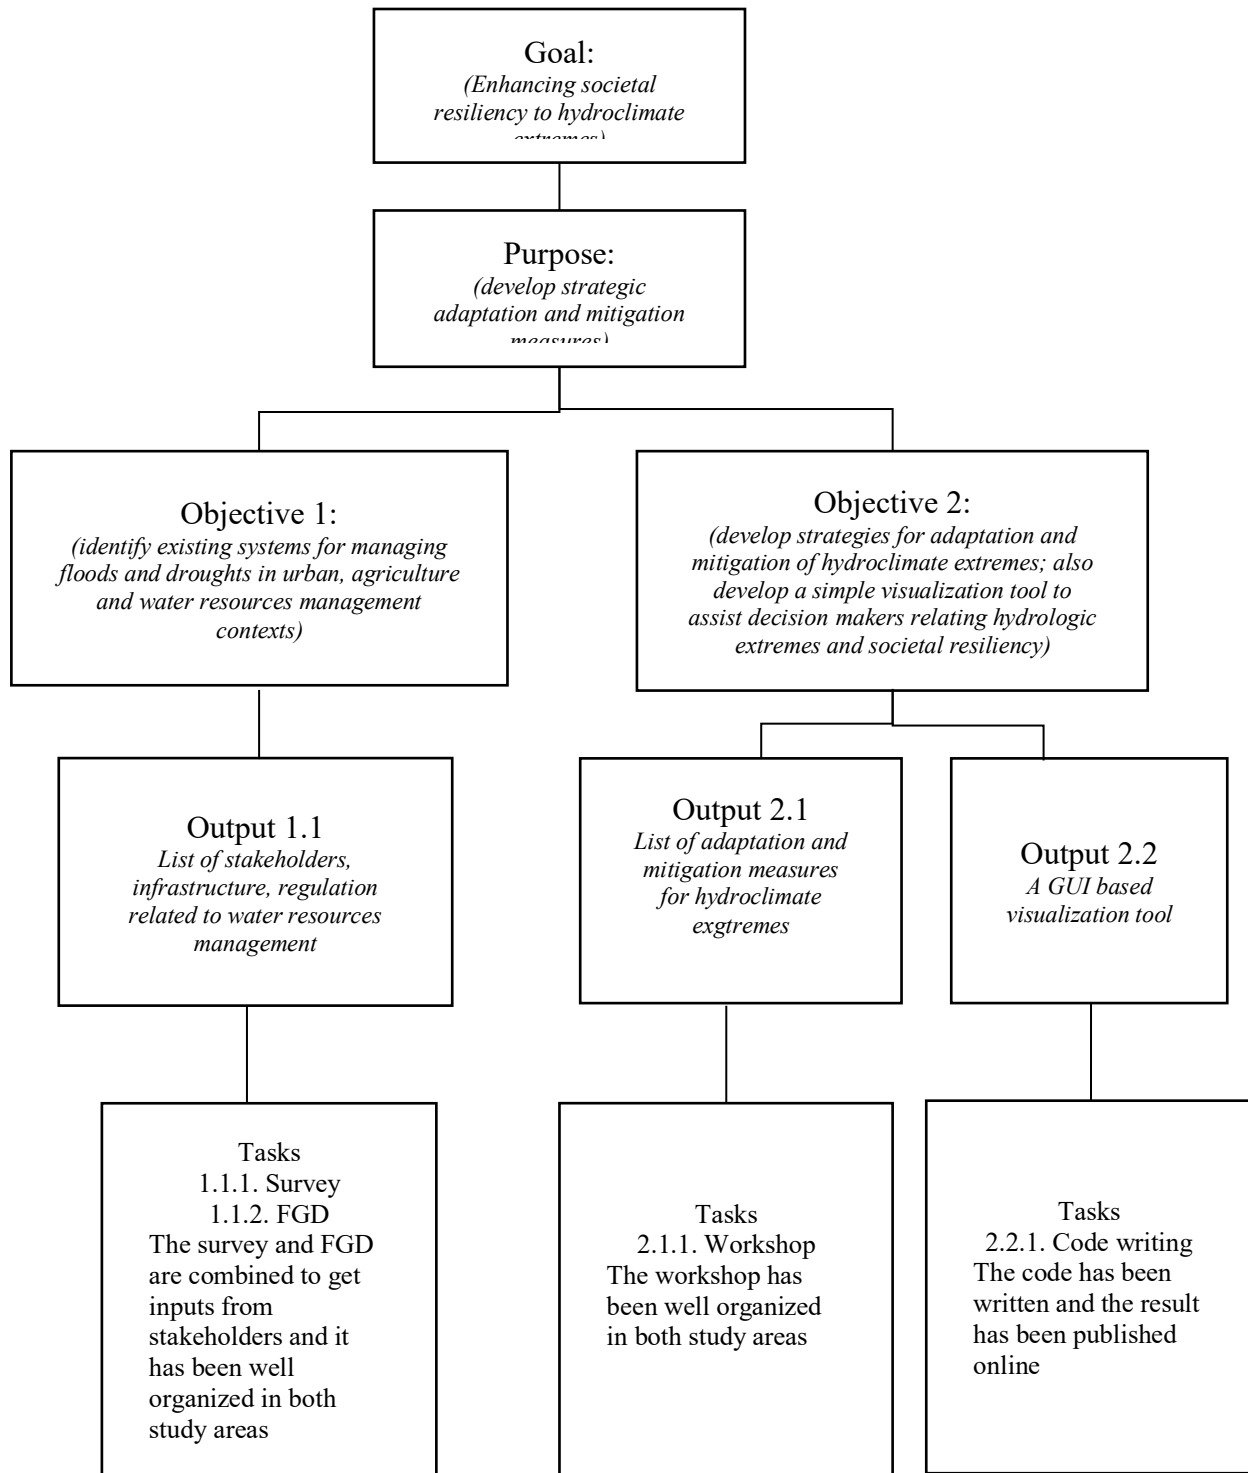 Goal:
(Enhancing societal
resiliency to hydroclimate
extremes)
Purpose:
(develop strategic
adaptation and mitigation
measures)
Objective 1:
(identify existing systems for managing
floods and droughts in urban, agriculture
and water resources management
contexts)
Objective 2:
(develop strategies for adaptation and
mitigation of hydroclimate extremes; also
develop a simple visualization tool to
assist decision makers relating hydrologic
extremes and societal resiliency)
Output 1.1
List of stakeholders,
infrastructure, regulation
related to water resources
management
Output 2.1
List of adaptation and
mitigation measures
for hydroclimate
exgtremes
Output 2.2
A GUI based
visualization tool
Tasks
1.1.1. Survey
1.1.2. FGD
The survey and FGD
are combined to get
inputs from
stakeholders and it
has been well
organized in both
study areas
Tasks
2.1.1. Workshop
The workshop has
been well organized
in both study areas
Tasks
2.2.1. Code writing
The code has been
written and the result
has been published
online